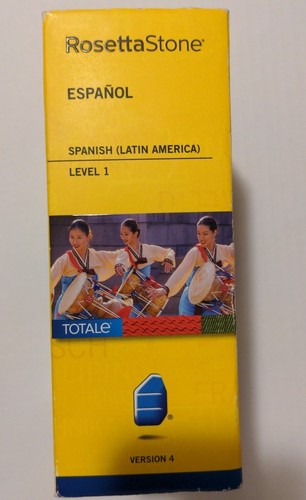 RosettaStone®
ESPAÑOL
SPANISH (LATIN AMERICA)
LEVEL 1
TOTALe
®
VERSION 4